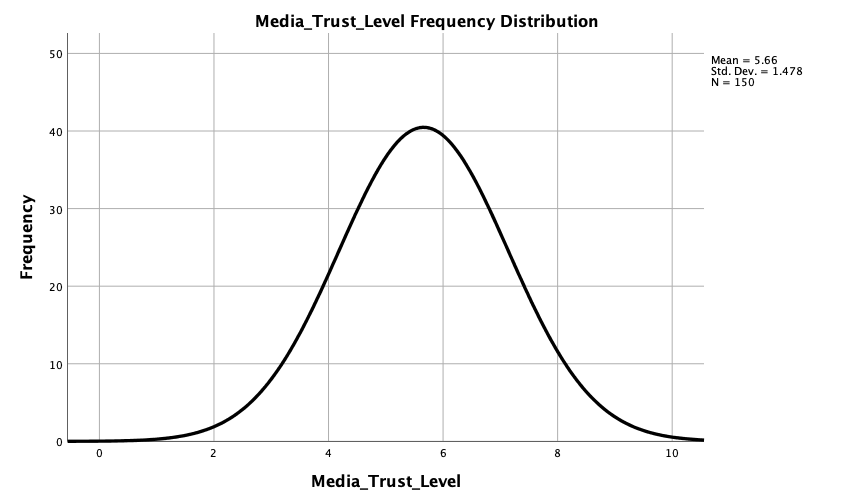 Media_Trust_Level Frequency Distribution
Mean = 5.66
Std. Dev. = 1.478
N = 150
Frequency
50
40
30
20
10
0
0 2 4 6 8 10
Media_Trust_Level